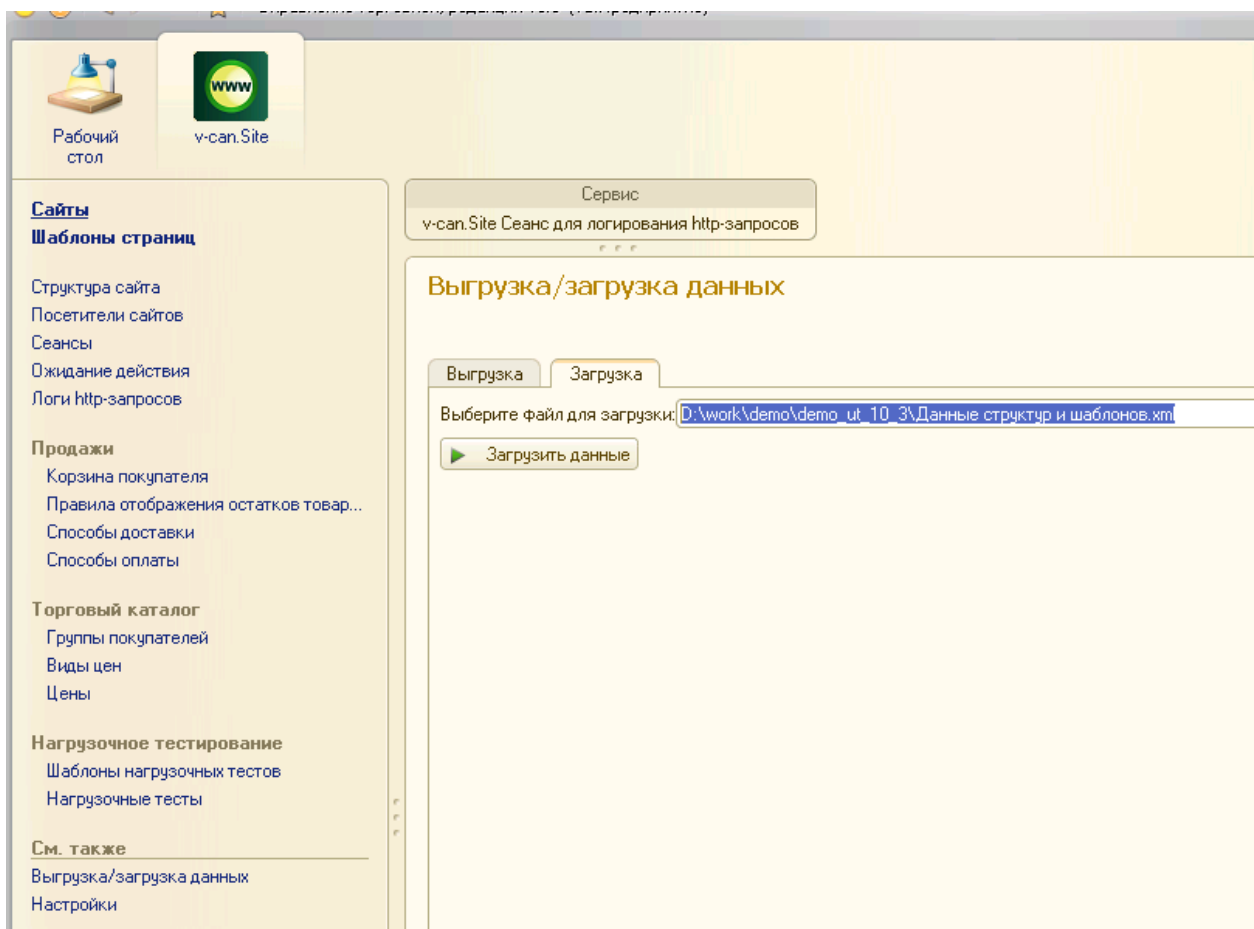 www
Рабочий
стол
v-can.Site
Сайты
Шаблоны страниц
Структура сайта
Посетители сайтов
Сеансы
Ожидание действия
Логи http-запросов
Продажи
Корзина покупателя
Правила отображения остатков товар...
Способы доставки
Способы оплаты
Торговый каталог
Группы покупателей
Виды цен
Цены
Нагрузочное тестирование
Шаблоны нагрузочных тестов
Нагрузочные тесты
См. также
Выгрузка/загрузка данных
Настройки
Сервис
v-can.Site Сеанс для логирования http-запросов
Выгрузка/загрузка данных
Выгрузка
Загрузка
Выберите файл для загрузки: D:\work\demo\demo_ut_10_3\Данные структур и шаблонов.xml
Загрузить данные